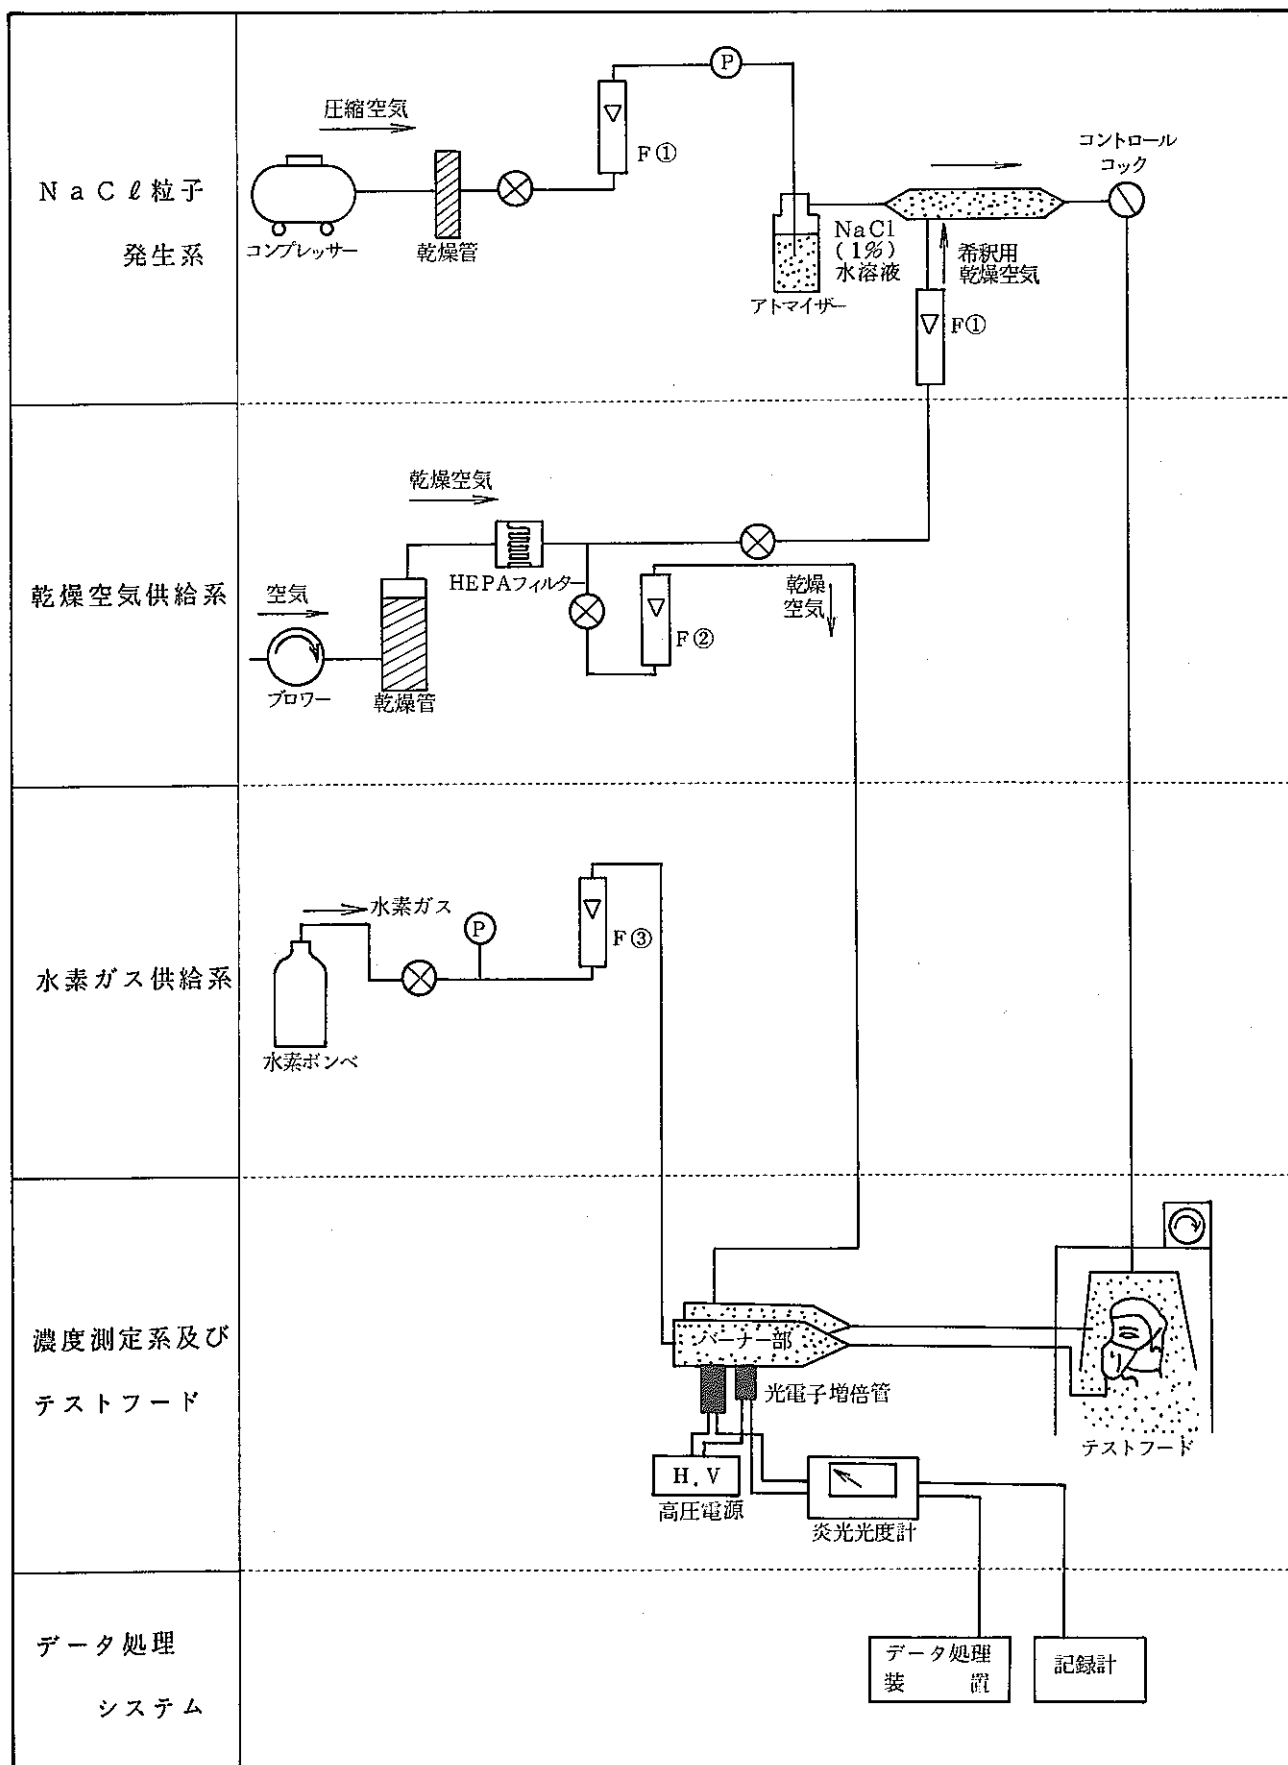 NaCℓ粒子
発生系
圧縮空気
コンプレッサー
乾燥管
F①
P
NaCl
(1%)
水溶液
アトマイザー
希釈用
乾燥空気
F①
コントロール
コック
乾燥空気供給系
空気
ブロワー
乾燥管
乾燥空気
HEPAフィルター
F②
乾燥
空気
水素ガス供給系
水素ガス
水素ボンベ
P
F③
濃度測定系及び
テストフード
バーナー部
光電子増倍管
H.V
高圧電源
炎光光度計
テストフード
データ処理
システム
データ処理
装置
記録計